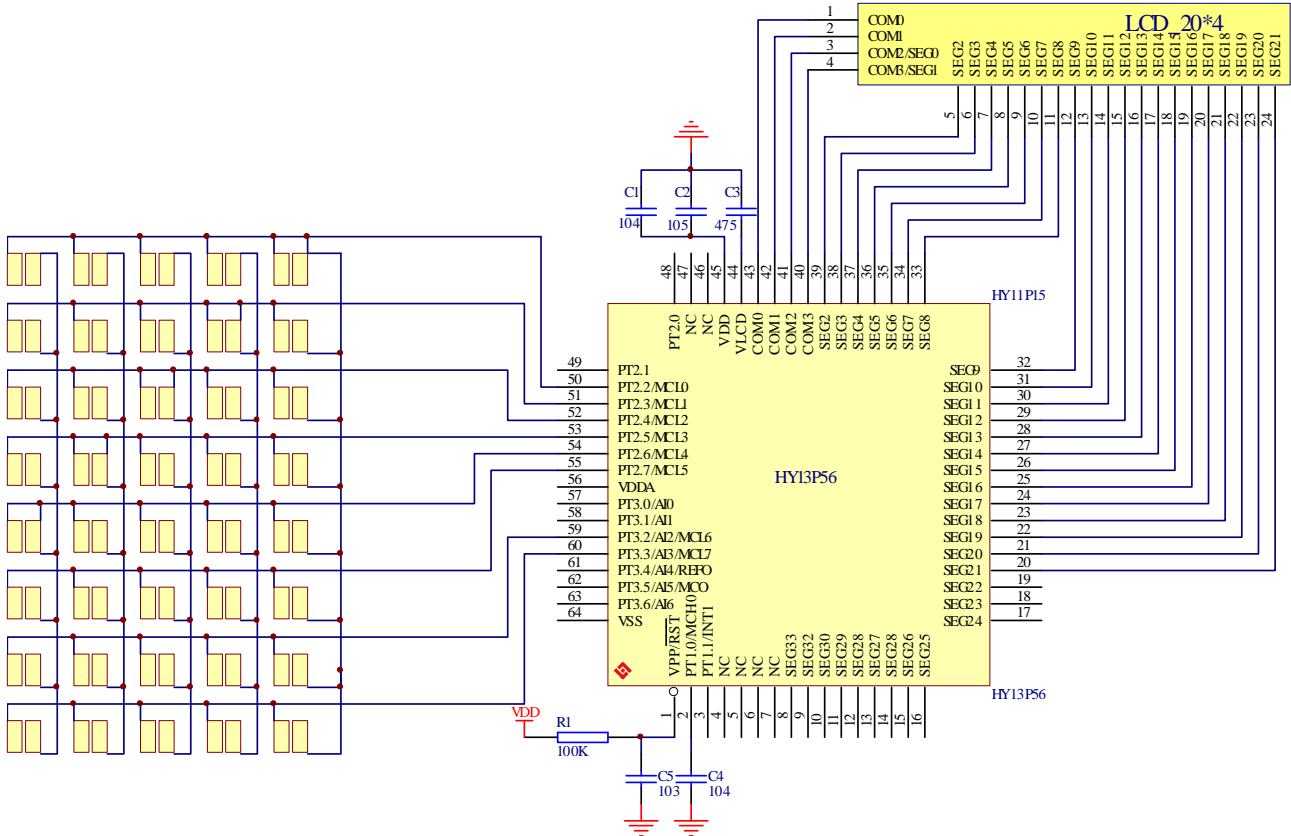 LCD 20*4
1
COM0
2
COM1
3
COM2/SEG0
4
COM3/SEG1
SEG2
SEG3
SEG4
SEG5
SEG6
SEG7
SEG8
SEG9
SEG10
SEG11
SEG12
SEG13
SEG14
SEG15
SEG16
SEG17
SEG18
SEG19
SEG20
SEG21
5
6
7
8
9
10
11
12
13
14
15
16
17
18
19
20
21
22
23
24
C1
104
C2
105
C3
475
48
47
46
45
44
43
42
41
40
39
38
37
36
35
34
33
HY11P15
PT2.0
NC
NC
VDD
VLCD
COM0
COM1
COM2
COM3
SEG2
SEG3
SEG4
SEG5
SEG6
SEG7
SEG8
49 PT2.1
50 PT2.2/MCL0
51 PT2.3/MCL1
52 PT2.4/MCL2
53 PT2.5/MCL3
54 PT2.6/MCL4
55 PT2.7/MCL5
56 VDDA
57 PT3.0/AI0
58 PT3.1/AI1
59 PT3.2/AI2/MCL6
60 PT3.3/AI3/MCL7
61 PT3.4/AI4/REFO
62 PT3.5/AI5/MCO
63 PT3.6/AI6
64 VSS
HY13P56
SEG9 32
SEG10 31
SEG11 30
SEG12 29
SEG13 28
SEG14 27
SEG15 26
SEG16 25
SEG17 24
SEG18 23
SEG19 22
SEG20 21
SEG21 20
SEG22 19
SEG23 18
SEG24 17
VPP/RST
PT1.0/MCH0
PT1.1/INT1
NC
NC
NC
NC
SEG33
SEG32
SEG30
SEG29
SEG28
SEG27
SEG28
SEG26
SEG25
HY13P56
1
2
3
4
5
6
7
8
9
10
11
12
13
14
15
16
VDD
R1
100K
C5
103
C4
104